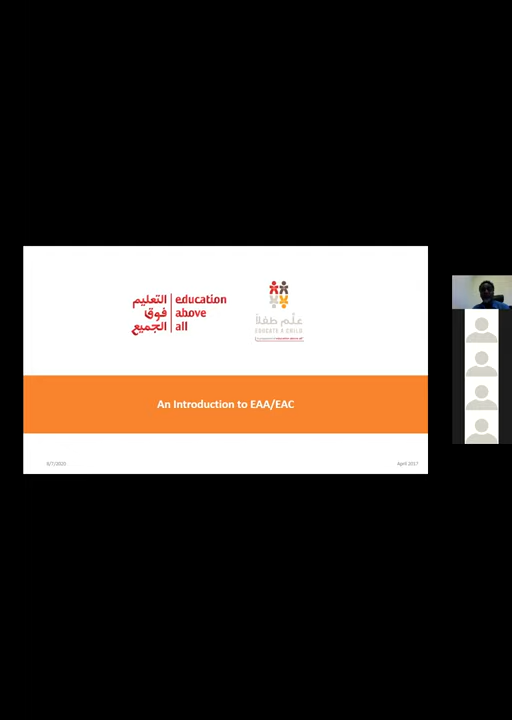 التعليم
فوق
الجميع
education
above
all
علّم طفلاً
EDUCATE A CHILD
An Introduction to EAA/EAC
8/7/2020
April 2017